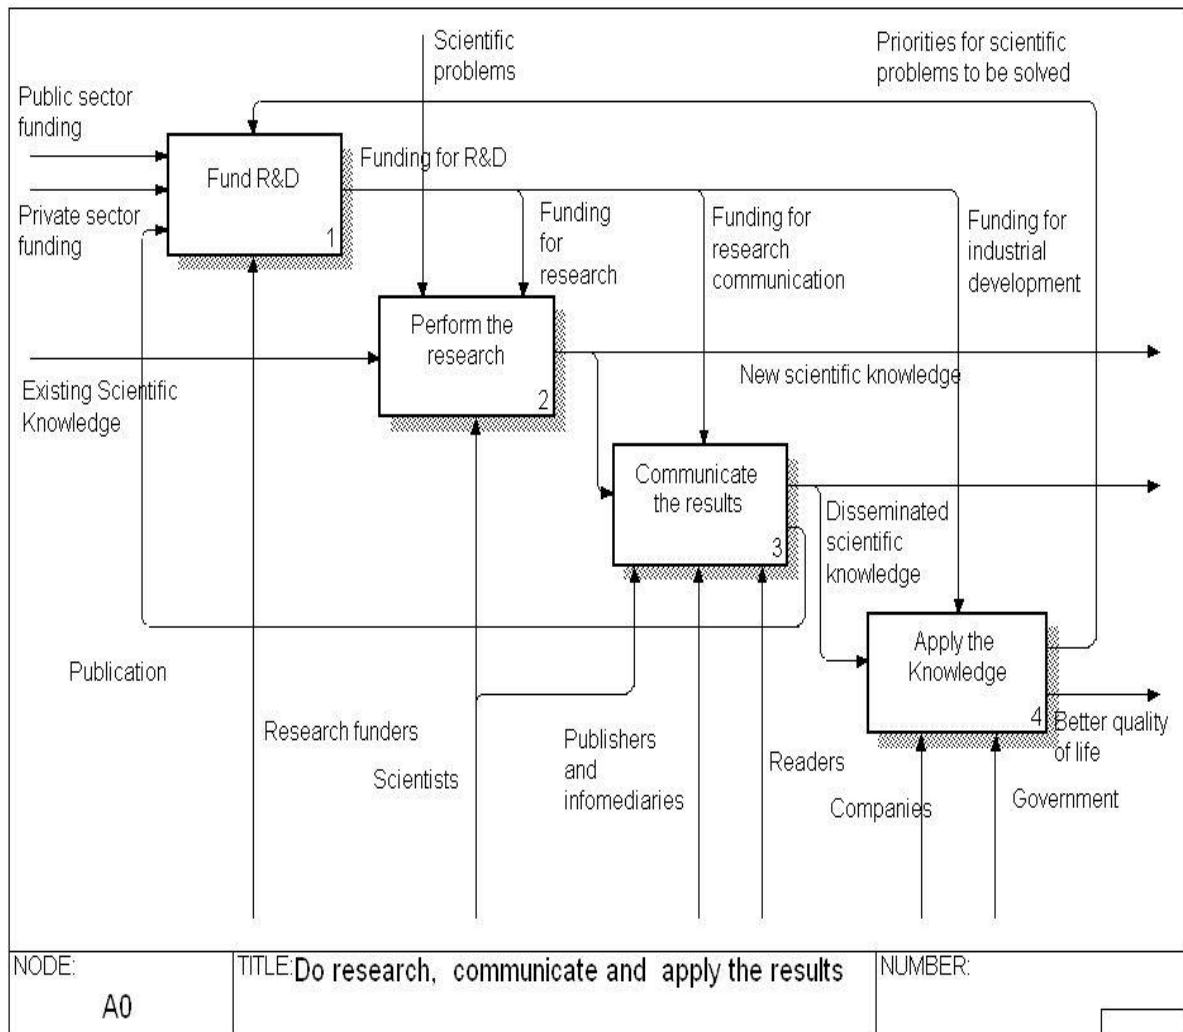 Scientific
problems
Priorities for scientific
problems to be solved
Public sector
funding
Fund R&D
1
Funding for R&D
Private sector
funding
Funding
for
research
Funding for
research
communication
Funding for
industrial
development
Perform the
research
2
Existing Scientific
Knowledge
New scientific knowledge
Communicate
the results
3
Disseminated
scientific
knowledge
Apply the
Knowledge
4
Publication
Research funders
Scientists
Publishers
and
infomediaries
Readers
Better quality
of life
Companies
Government
NODE:
A0
TITLE: Do research, communicate and apply the results
NUMBER: